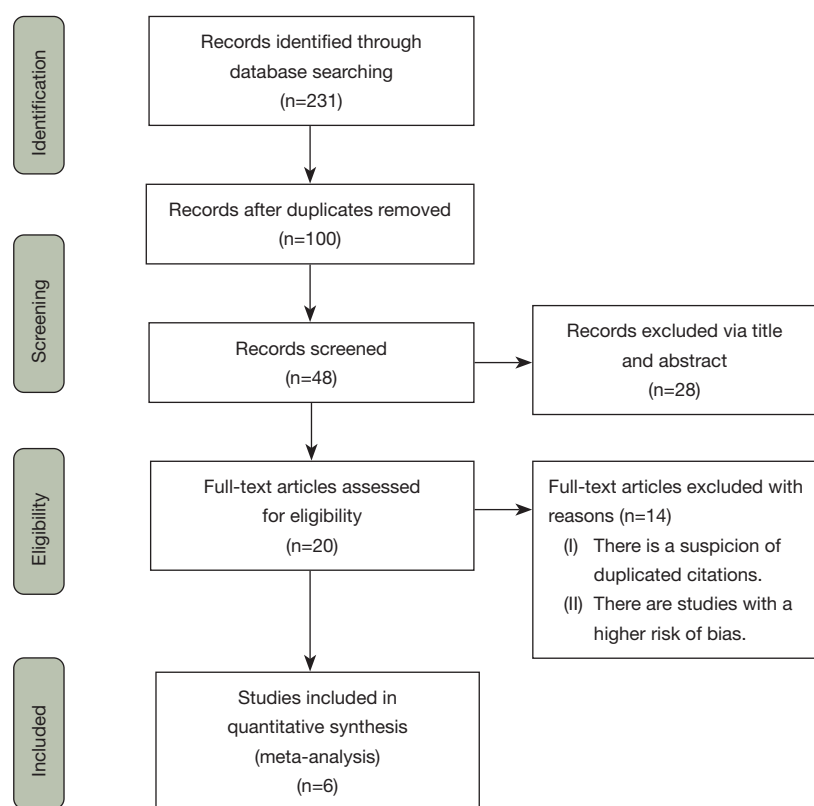 Identification
Records identified through
database searching
(n=231)
Records after duplicates removed
(n=100)
Screening
Records screened
(n=48)
Records excluded via title
and abstract
(n=28)
Eligibility
Full-text articles assessed
for eligibility
(n=20)
Full-text articles excluded with
reasons (n=14)
(I) There is a suspicion of
duplicated citations.
(II) There are studies with a
higher risk of bias.
Included
Studies included in
quantitative synthesis
(meta-analysis)
(n=6)